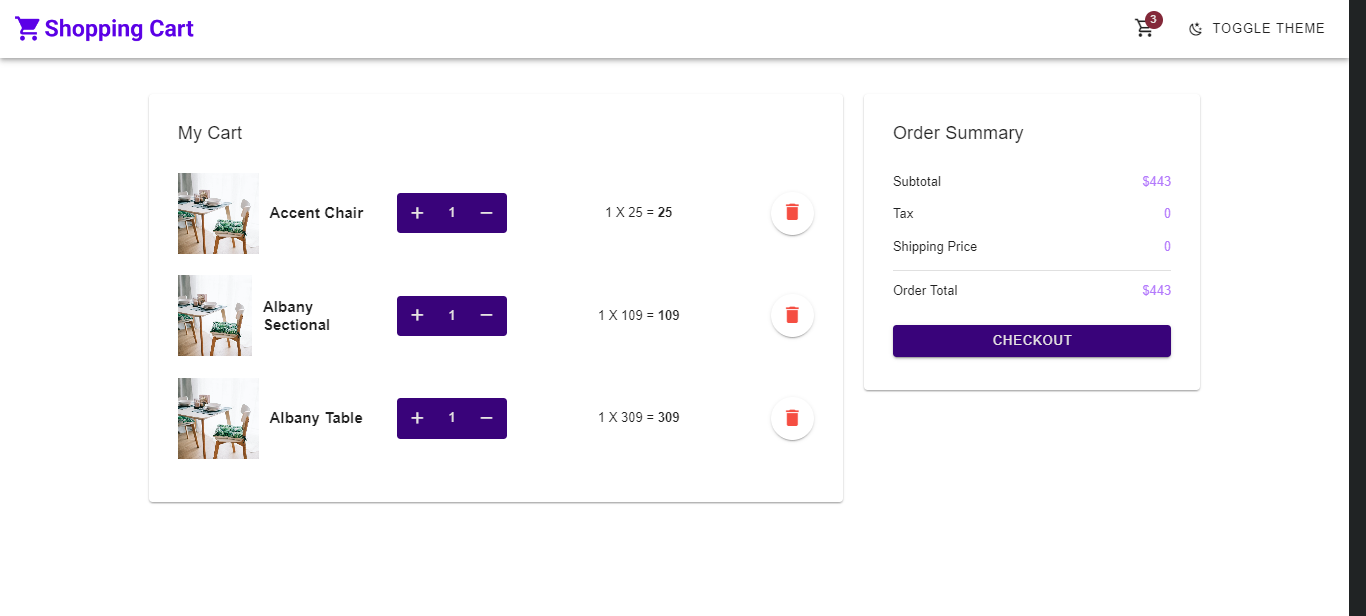 Shopping Cart
3
TOGGLE THEME
My Cart
Accent Chair
+ 1 −
1 X 25 = 25
Albany
Sectional
+ 1 −
1 X 109 = 109
Albany Table
+ 1 −
1 X 309 = 309
Order Summary
Subtotal $443
Tax 0
Shipping Price 0
Order Total $443
CHECKOUT